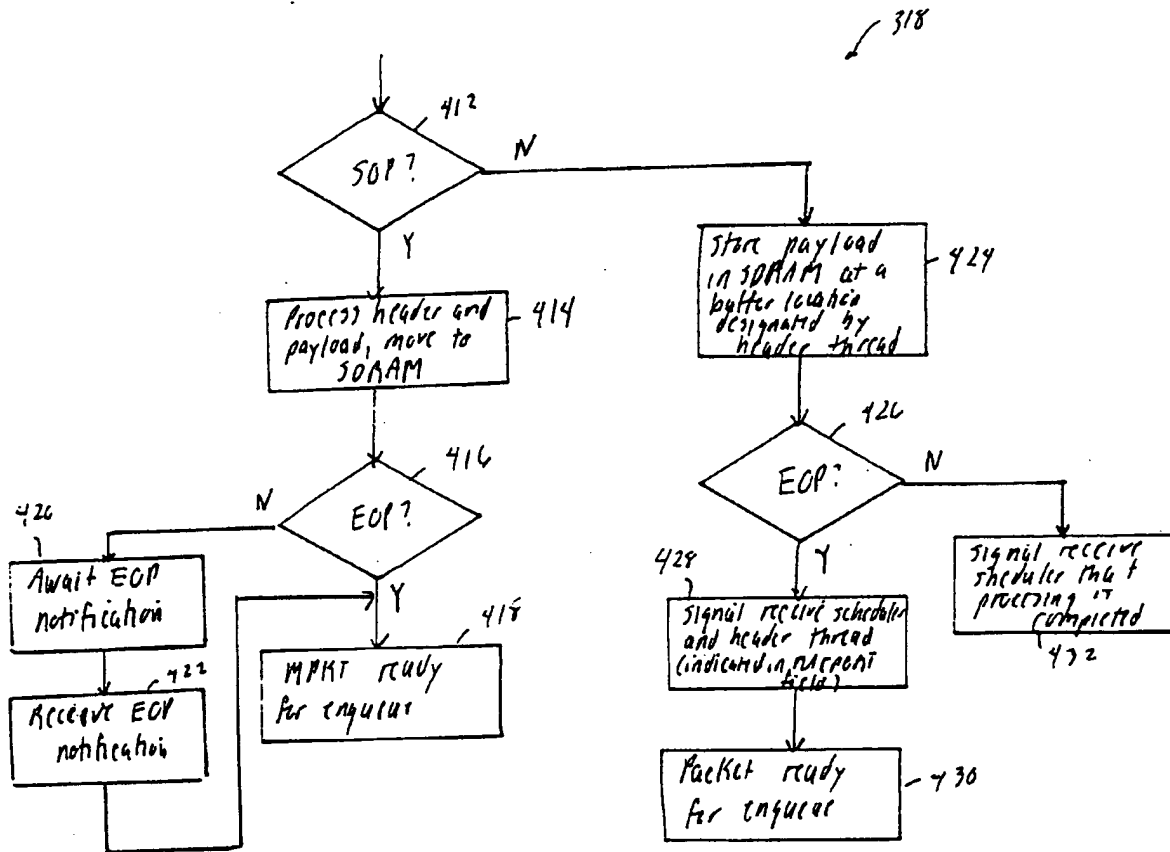 318
412
SOP?
N
Y
Process header and
payload, move to
SDRAM
414
Store payload
in SDRAM at a
buffer location
designated by
header thread
424
416
EOP?
N
Y
426
EOP?
N
Y
420
Await EOP
notification
422
Receive EOP
notification
418
MPKT ready
for enqueue
428
Signal receive scheduler
and header thread
(indicated in
field)
Signal receive
sheduler that
processing is
completed
432
Packet ready
for enqueue
430